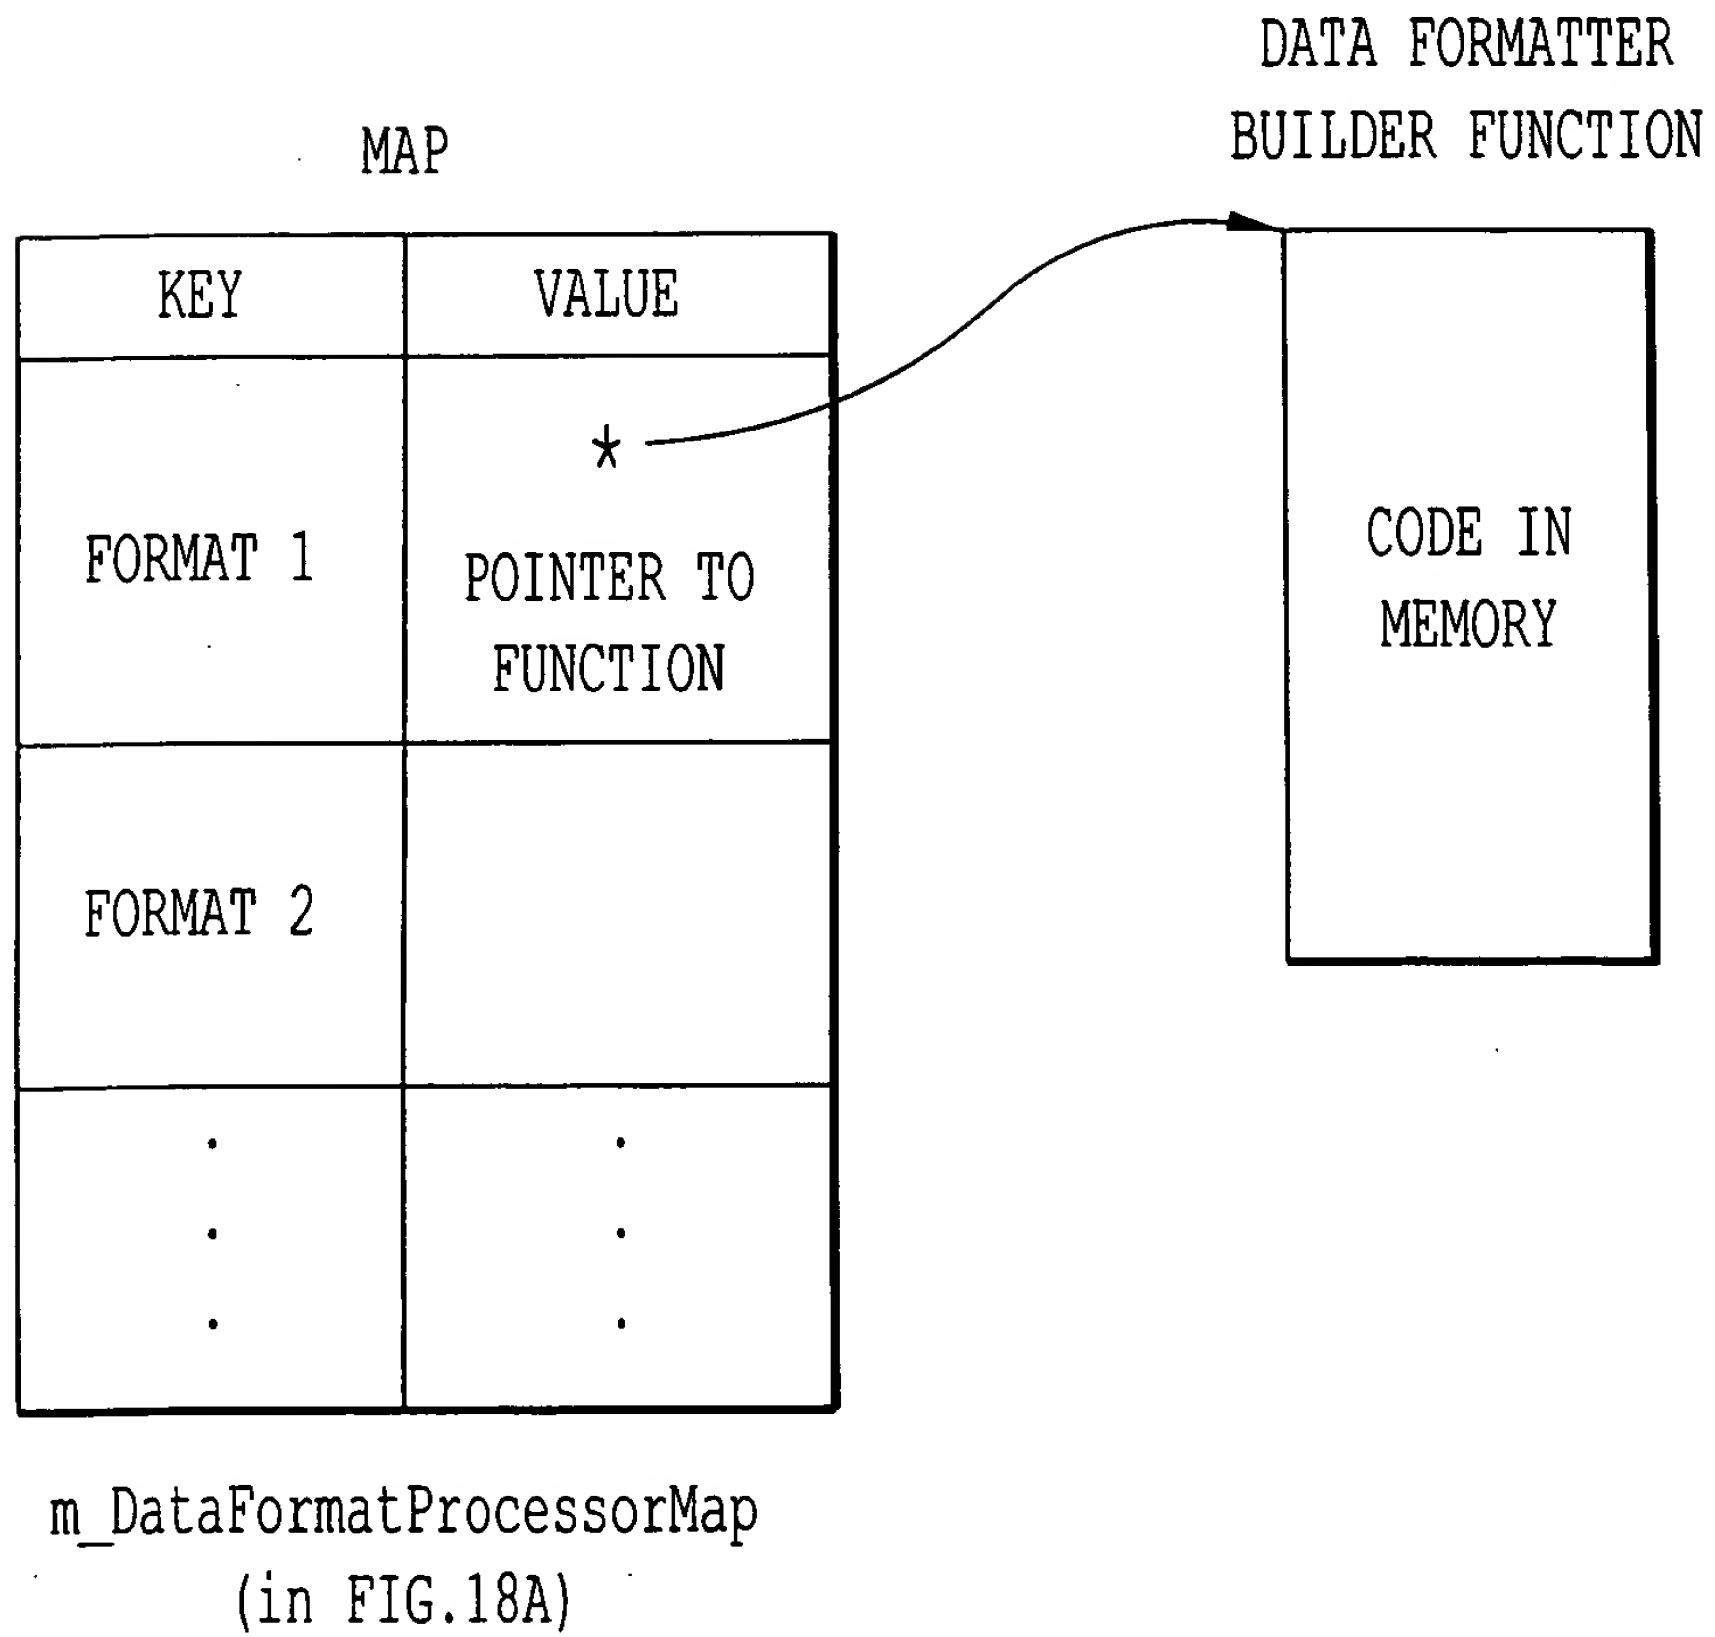 DATA FORMATTER
BUILDER FUNCTION
MAP
KEY
VALUE
*
FORMAT 1
POINTER TO
FUNCTION
CODE IN
MEMORY
FORMAT 2
m_DataFormatProcessorMap
(in FIG.18A)